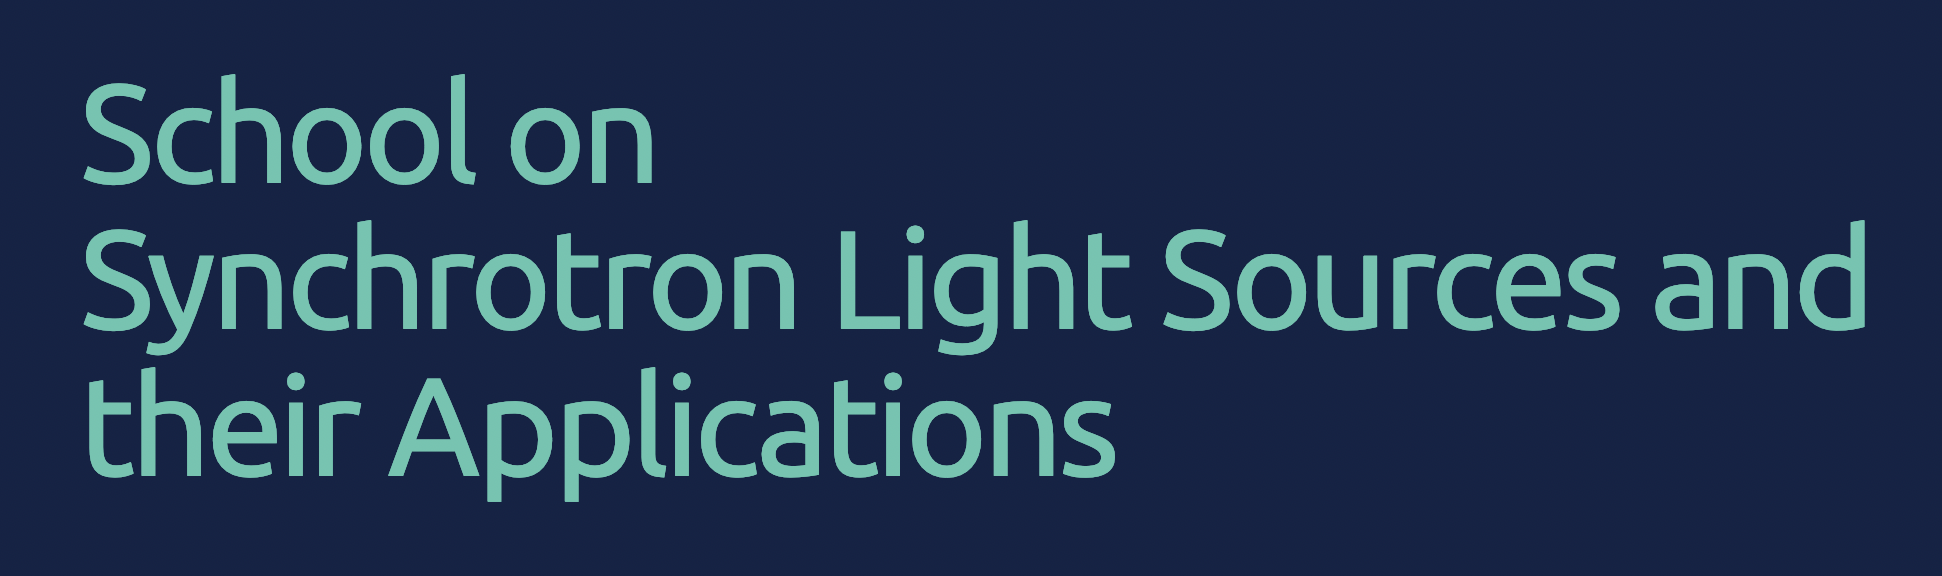 School on
Synchrotron Light Sources and
their Applications